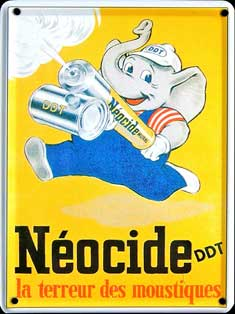 DDT
DDT
Néocide
Néocide DDT
la terreur des moustiques